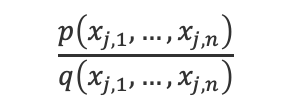 p(x_{j,1}, ..., x_{j,n})
q(x_{j,1}, ..., x_{j,n})